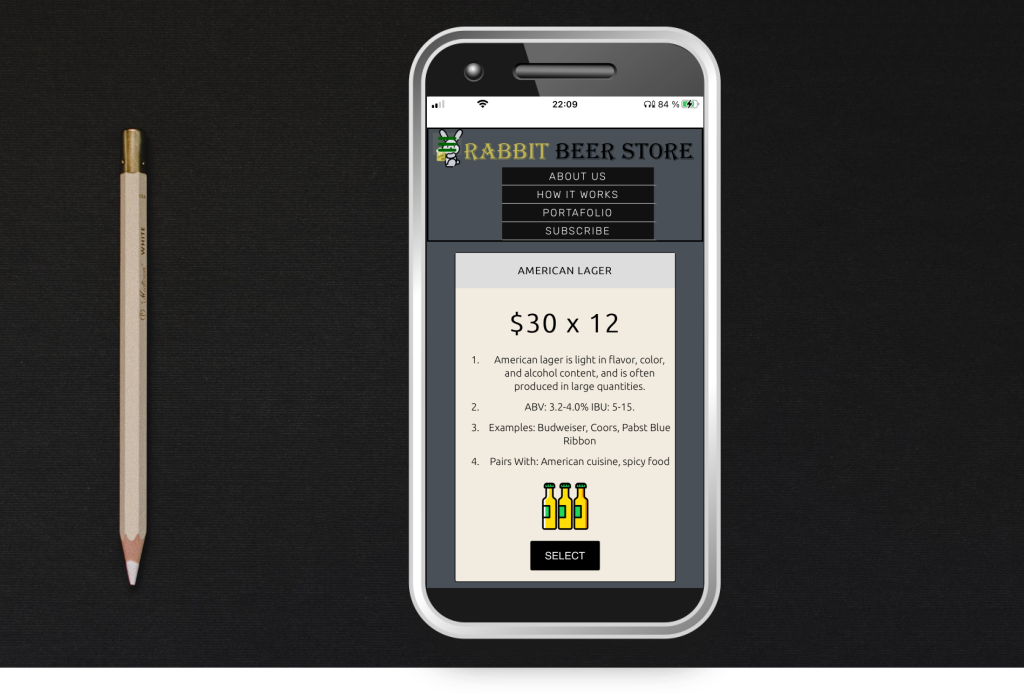 22:09
84 %
RABBIT BEER STORE
ABOUT US
HOW IT WORKS
PORTAFOLIO
SUBSCRIBE
AMERICAN LAGER
$30 x 12
1. American lager is light in flavor, color,
and alcohol content, and is often
produced in large quantities.
2. ABV: 3.2-4.0% IBU: 5-15.
3. Examples: Budweiser, Coors, Pabst Blue
Ribbon
4. Pairs With: American cuisine, spicy food
SELECT
WHITE